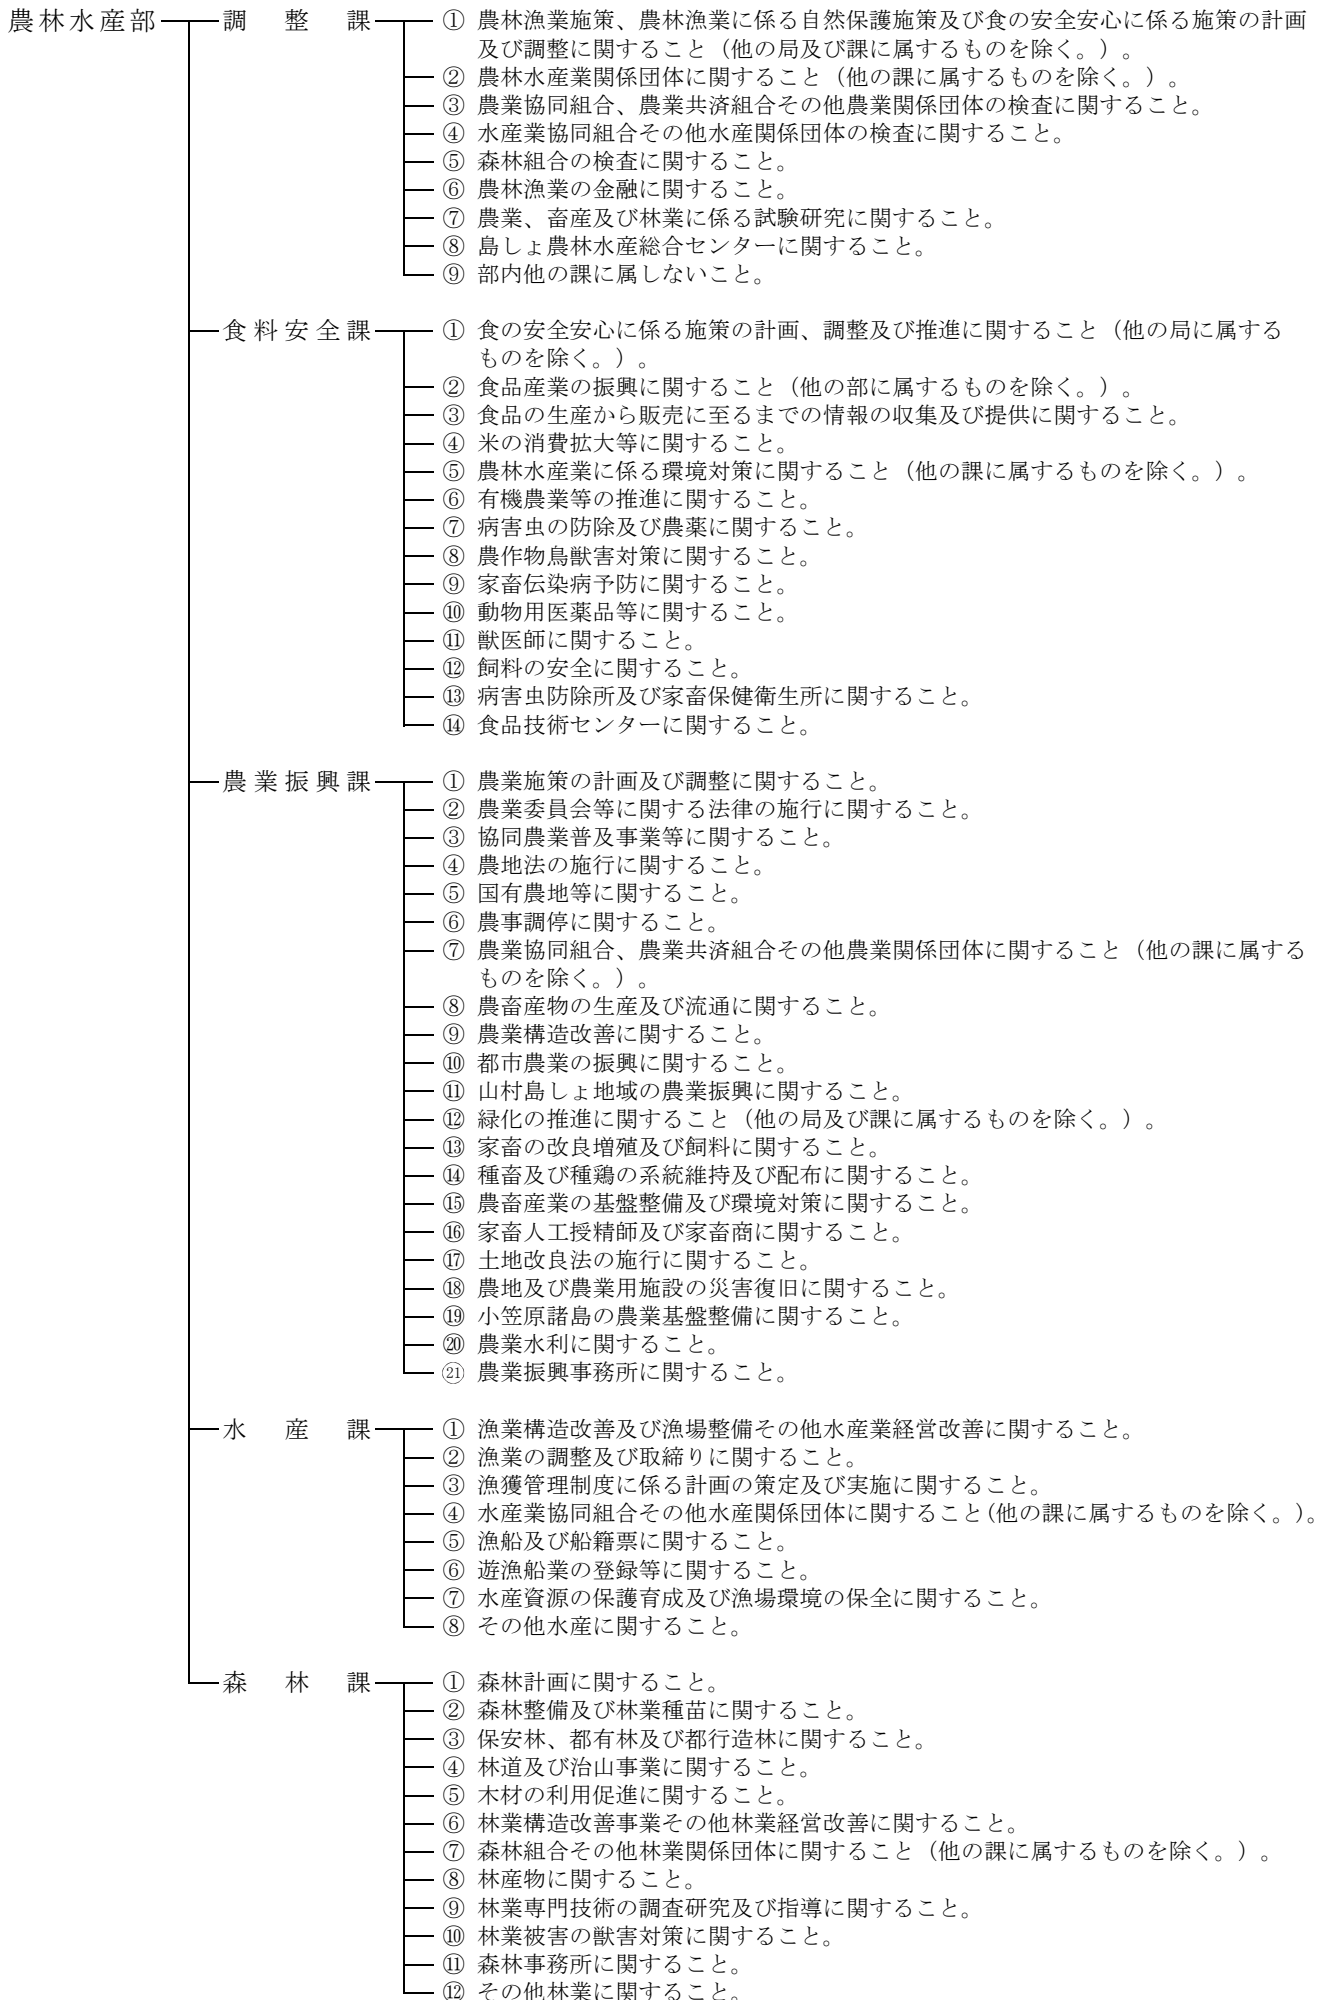 農林水産部
調整課
① 農林漁業施策、農林漁業に係る自然保護施策及び食の安全安心に係る施策の計画
及び調整に関すること（他の局及び課に属するものを除く。）。
② 農林水産業関係団体に関すること（他の課に属するものを除く。）。
③ 農業協同組合、農業共済組合その他農業関係団体の検査に関すること。
④ 水産業協同組合その他水産関係団体の検査に関すること。
⑤ 森林組合の検査に関すること。
⑥ 農林漁業の金融に関すること。
⑦ 農業、畜産及び林業に係る試験研究に関すること。
⑧ 島しょ農林水産総合センターに関すること。
⑨ 部内他の課に属しないこと。
食料安全課
① 食の安全安心に係る施策の計画、調整及び推進に関すること（他の局に属する
ものを除く。）。
② 食品産業の振興に関すること（他の部に属するものを除く。）。
③ 食品の生産から販売に至るまでの情報の収集及び提供に関すること。
④ 米の消費拡大等に関すること。
⑤ 農林水産業に係る環境対策に関すること（他の課に属するものを除く。）。
⑥ 有機農業等の推進に関すること。
⑦ 病害虫の防除及び農薬に関すること。
⑧ 農作物鳥獣害対策に関すること。
⑨ 家畜伝染病予防に関すること。
⑩ 動物用医薬品等に関すること。
⑪ 獣医師に関すること。
⑫ 飼料の安全に関すること。
⑬ 病害虫防除所及び家畜保健衛生所に関すること。
⑭ 食品技術センターに関すること。
農業振興課
① 農業施策の計画及び調整に関すること。
② 農業委員会等に関する法律の施行に関すること。
③ 協同農業普及事業等に関すること。
④ 農地法の施行に関すること。
⑤ 国有農地等に関すること。
⑥ 農事調停に関すること。
⑦ 農業協同組合、農業共済組合その他農業関係団体に関すること（他の課に属する
ものを除く。）。
⑧ 農畜産物の生産及び流通に関すること。
⑨ 農業構造改善に関すること。
⑩ 都市農業の振興に関すること。
⑪ 山村島しょ地域の農業振興に関すること。
⑫ 緑化の推進に関すること（他の局及び課に属するものを除く。）。
⑬ 家畜の改良増殖及び飼料に関すること。
⑭ 種畜及び種鶏の系統維持及び配布に関すること。
⑮ 農畜産業の基盤整備及び環境対策に関すること。
⑯ 家畜人工授精師及び家畜商に関すること。
⑰ 土地改良法の施行に関すること。
⑱ 農地及び農業用施設の災害復旧に関すること。
⑲ 小笠原諸島の農業基盤整備に関すること。
⑳ 農業水利に関すること。
㉑ 農業振興事務所に関すること。
水産課
① 漁業構造改善及び漁場整備その他水産業経営改善に関すること。
② 漁業の調整及び取締りに関すること。
③ 漁獲管理制度に係る計画の策定及び実施に関すること。
④ 水産業協同組合その他水産関係団体に関すること(他の課に属するものを除く。)。
⑤ 漁船及び船籍票に関すること。
⑥ 遊漁船業の登録等に関すること。
⑦ 水産資源の保護育成及び漁場環境の保全に関すること。
⑧ その他水産に関すること。
森林課
① 森林計画に関すること。
② 森林整備及び林業種苗に関すること。
③ 保安林、都有林及び都行造林に関すること。
④ 林道及び治山事業に関すること。
⑤ 木材の利用促進に関すること。
⑥ 林業構造改善事業その他林業経営改善に関すること。
⑦ 森林組合その他林業関係団体に関すること（他の課に属するものを除く。）。
⑧ 林産物に関すること。
⑨ 林業専門技術の調査研究及び指導に関すること。
⑩ 林業被害の獣害対策に関すること。
⑪ 森林事務所に関すること。
⑫ その他林業に関すること。